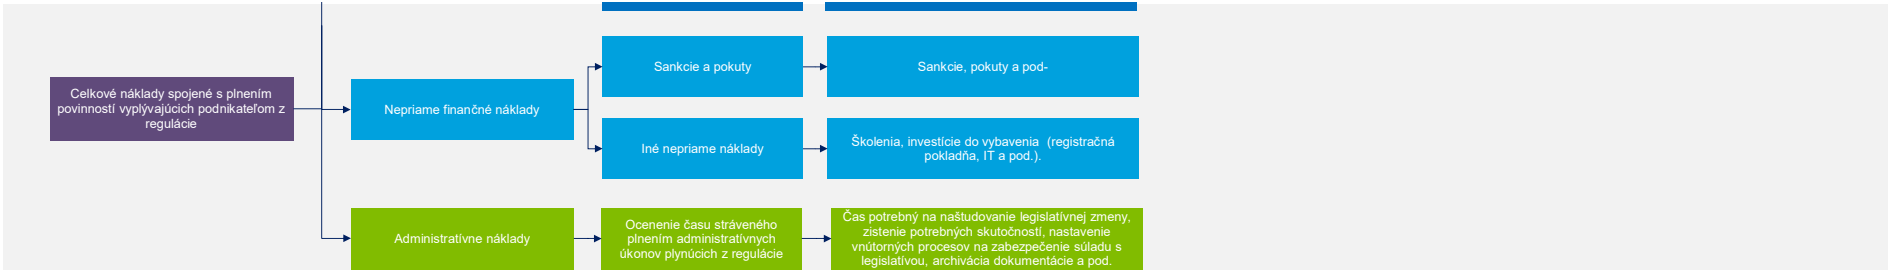 Celkové náklady spojené s plnením
povinností vyplývajúcich podnikateľom z
regulácie
Nepriame finančné náklady
Sankcie a pokuty
Sankcie, pokuty a pod-
Iné nepriame náklady
Školenia, investície do vybavenia  (registračná
pokladňa, IT a pod.).
Administratívne náklady
Ocenenie času stráveného
plnením administratívnych
úkonov plynúcich z regulácie
Čas potrebný na naštudovanie legislatívnej zmeny,
zistenie potrebných skutočností, nastavenie
vnútorných procesov na zabezpečenie súladu s
legislatívou, archivácia dokumentácie a pod.